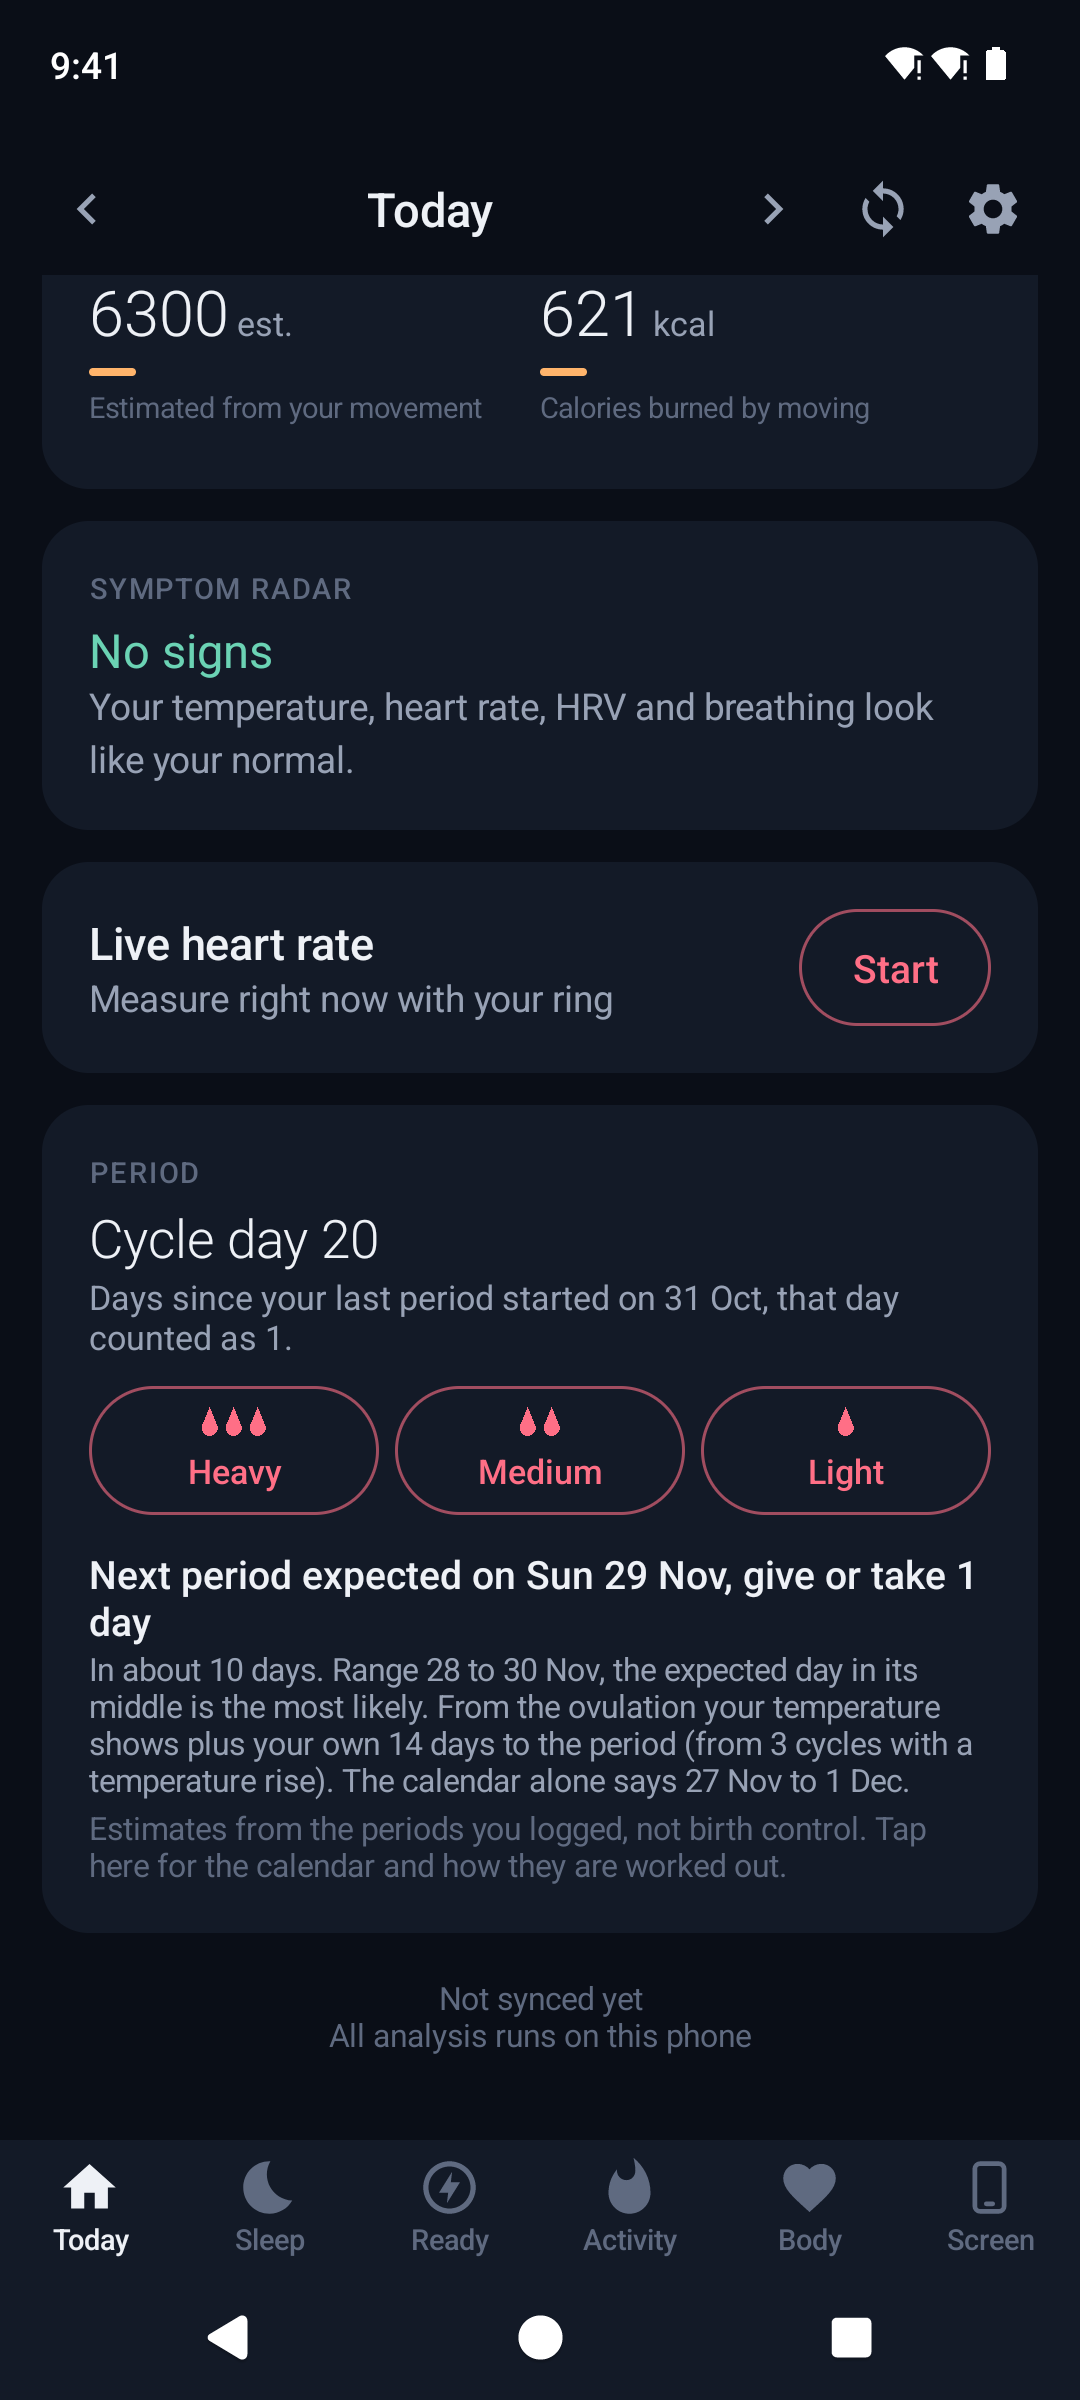 9:41
Today
6300 est.
621 kcal
Estimated from your movement
Calories burned by moving
SYMPTOM RADAR
No signs
Your temperature, heart rate, HRV and breathing look
like your normal.
Live heart rate
Measure right now with your ring
Start
PERIOD
Cycle day 20
Days since your last period started on 31 Oct, that day
counted as 1.
Heavy
Medium
Light
Next period expected on Sun 29 Nov, give or take 1
day
In about 10 days. Range 28 to 30 Nov, the expected day in its
middle is the most likely. From the ovulation your temperature
shows plus your own 14 days to the period (from 3 cycles with a
temperature rise). The calendar alone says 27 Nov to 1 Dec.
Estimates from the periods you logged, not birth control. Tap
here for the calendar and how they are worked out.
Not synced yet
All analysis runs on this phone
Today
Sleep
Ready
Activity
Body
Screen